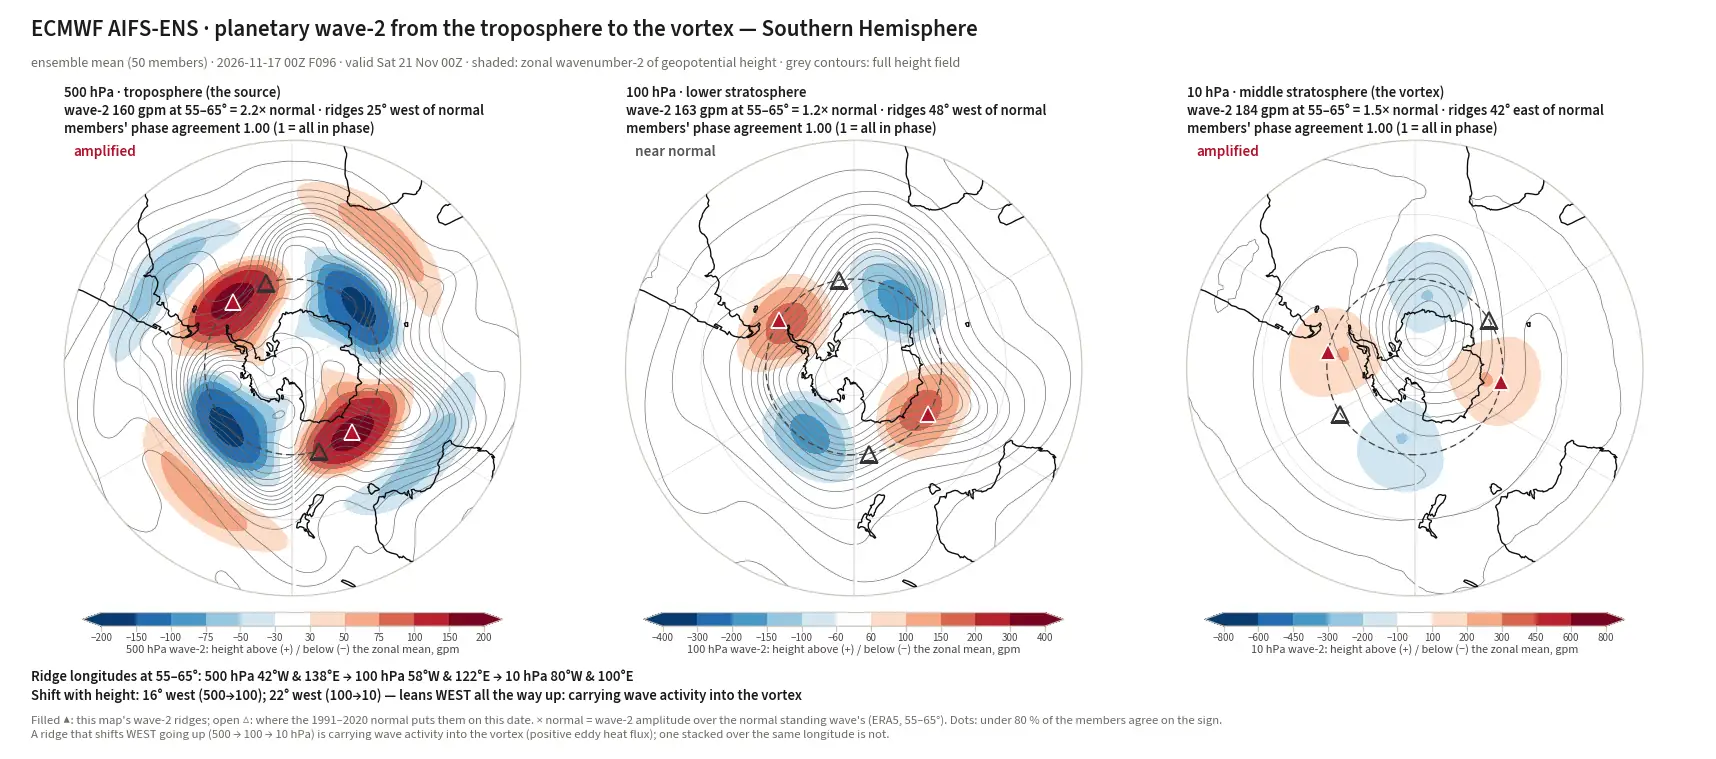 ECMWF AIFS-ENS · planetary wave-2 from the troposphere to the vortex — Southern Hemisphere
ensemble mean (50 members) · 2026-11-17 00Z F096 · valid Sat 21 Nov 00Z · shaded: zonal wavenumber-2 of geopotential height · grey contours: full height field
500 hPa · troposphere (the source)
wave-2 160 gpm at 55–65° = 2.2× normal · ridges 25° west of normal
members' phase agreement 1.00 (1 = all in phase)
amplified
100 hPa · lower stratosphere
wave-2 163 gpm at 55–65° = 1.2× normal · ridges 48° west of normal
members' phase agreement 1.00 (1 = all in phase)
near normal
10 hPa · middle stratosphere (the vortex)
wave-2 184 gpm at 55–65° = 1.5× normal · ridges 42° east of normal
members' phase agreement 1.00 (1 = all in phase)
amplified
−200 −150 −100 −75 −50 −30 30 50 75 100 150 200
500 hPa wave-2: height above (+) / below (−) the zonal mean, gpm
−400 −300 −200 −150 −100 −60 60 100 150 200 300 400
100 hPa wave-2: height above (+) / below (−) the zonal mean, gpm
−800 −600 −450 −300 −200 −100 100 200 300 450 600 800
10 hPa wave-2: height above (+) / below (−) the zonal mean, gpm
Ridge longitudes at 55–65°: 500 hPa 42°W & 138°E → 100 hPa 58°W & 122°E → 10 hPa 80°W & 100°E
Shift with height: 16° west (500→100); 22° west (100→10) — leans WEST all the way up: carrying wave activity into the vortex
Filled ▲: this map's wave-2 ridges; open △: where the 1991–2020 normal puts them on this date. × normal = wave-2 amplitude over the normal standing wave's (ERA5, 55–65°). Dots: under 80 % of the members agree on the sign.
A ridge that shifts WEST going up (500 → 100 → 10 hPa) is carrying wave activity into the vortex (positive eddy heat flux); one stacked over the same longitude is not.